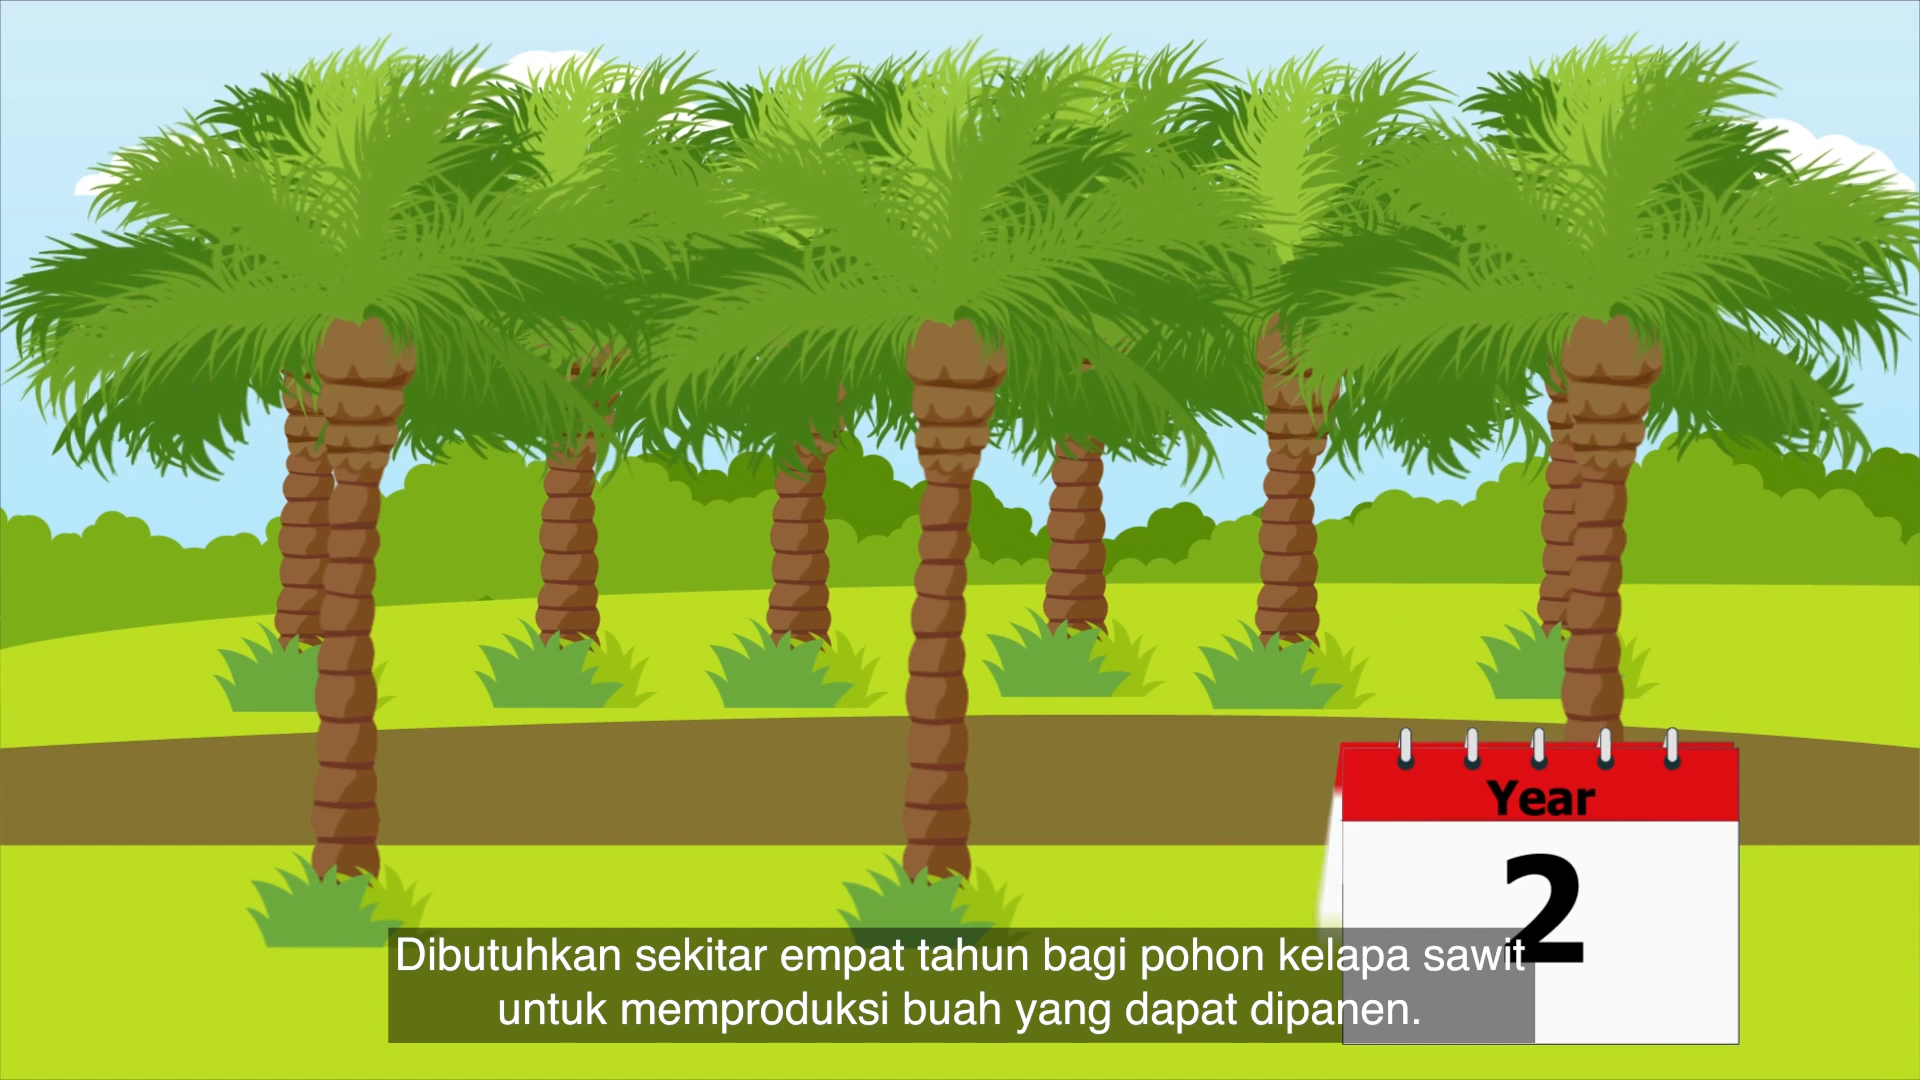 Year
2
Dibutuhkan sekitar empat tahun bagi pohon kelapa sawit
untuk memproduksi buah yang dapat dipanen.